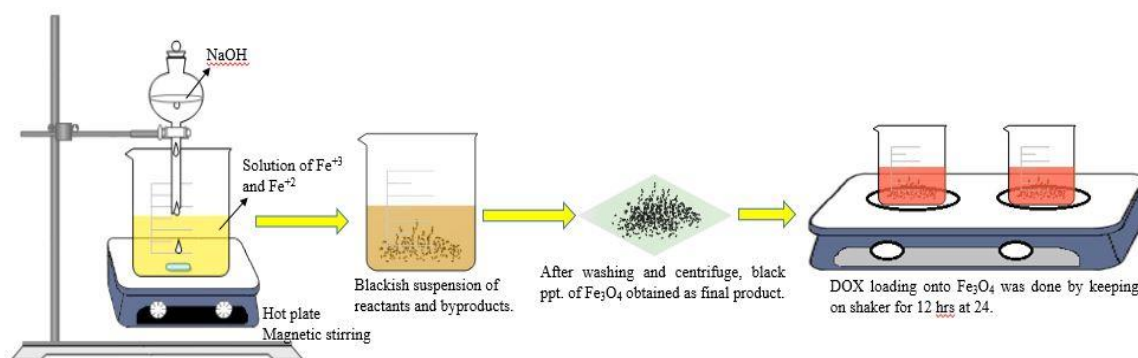 NaOH
Solution of Fe⁺³
and Fe⁺²
Hot plate
Magnetic stirring
Blackish suspension of
reactants and byproducts.
After washing and centrifuge, black
ppt. of Fe₃O₄ obtained as final product.
DOX loading onto Fe₃O₄ was done by keeping
on shaker for 12 hrs at 24.